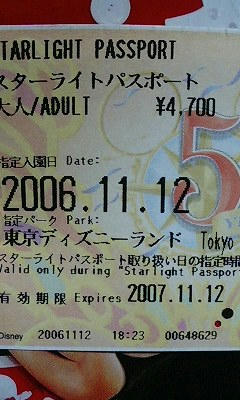 STARLIGHT PASSPORT
スターライトパスポート
大人/ADULT ¥4,700
5
指定入園日 Date:
2006.11.12
指定パーク Park:
東京ディズニーランド Tokyo
スターライトパスポート取り扱い日の指定時間
Valid only during "Starlight Passport
有効期限 Expires 2007.11.12
Disney 20061112 18:23 00648629